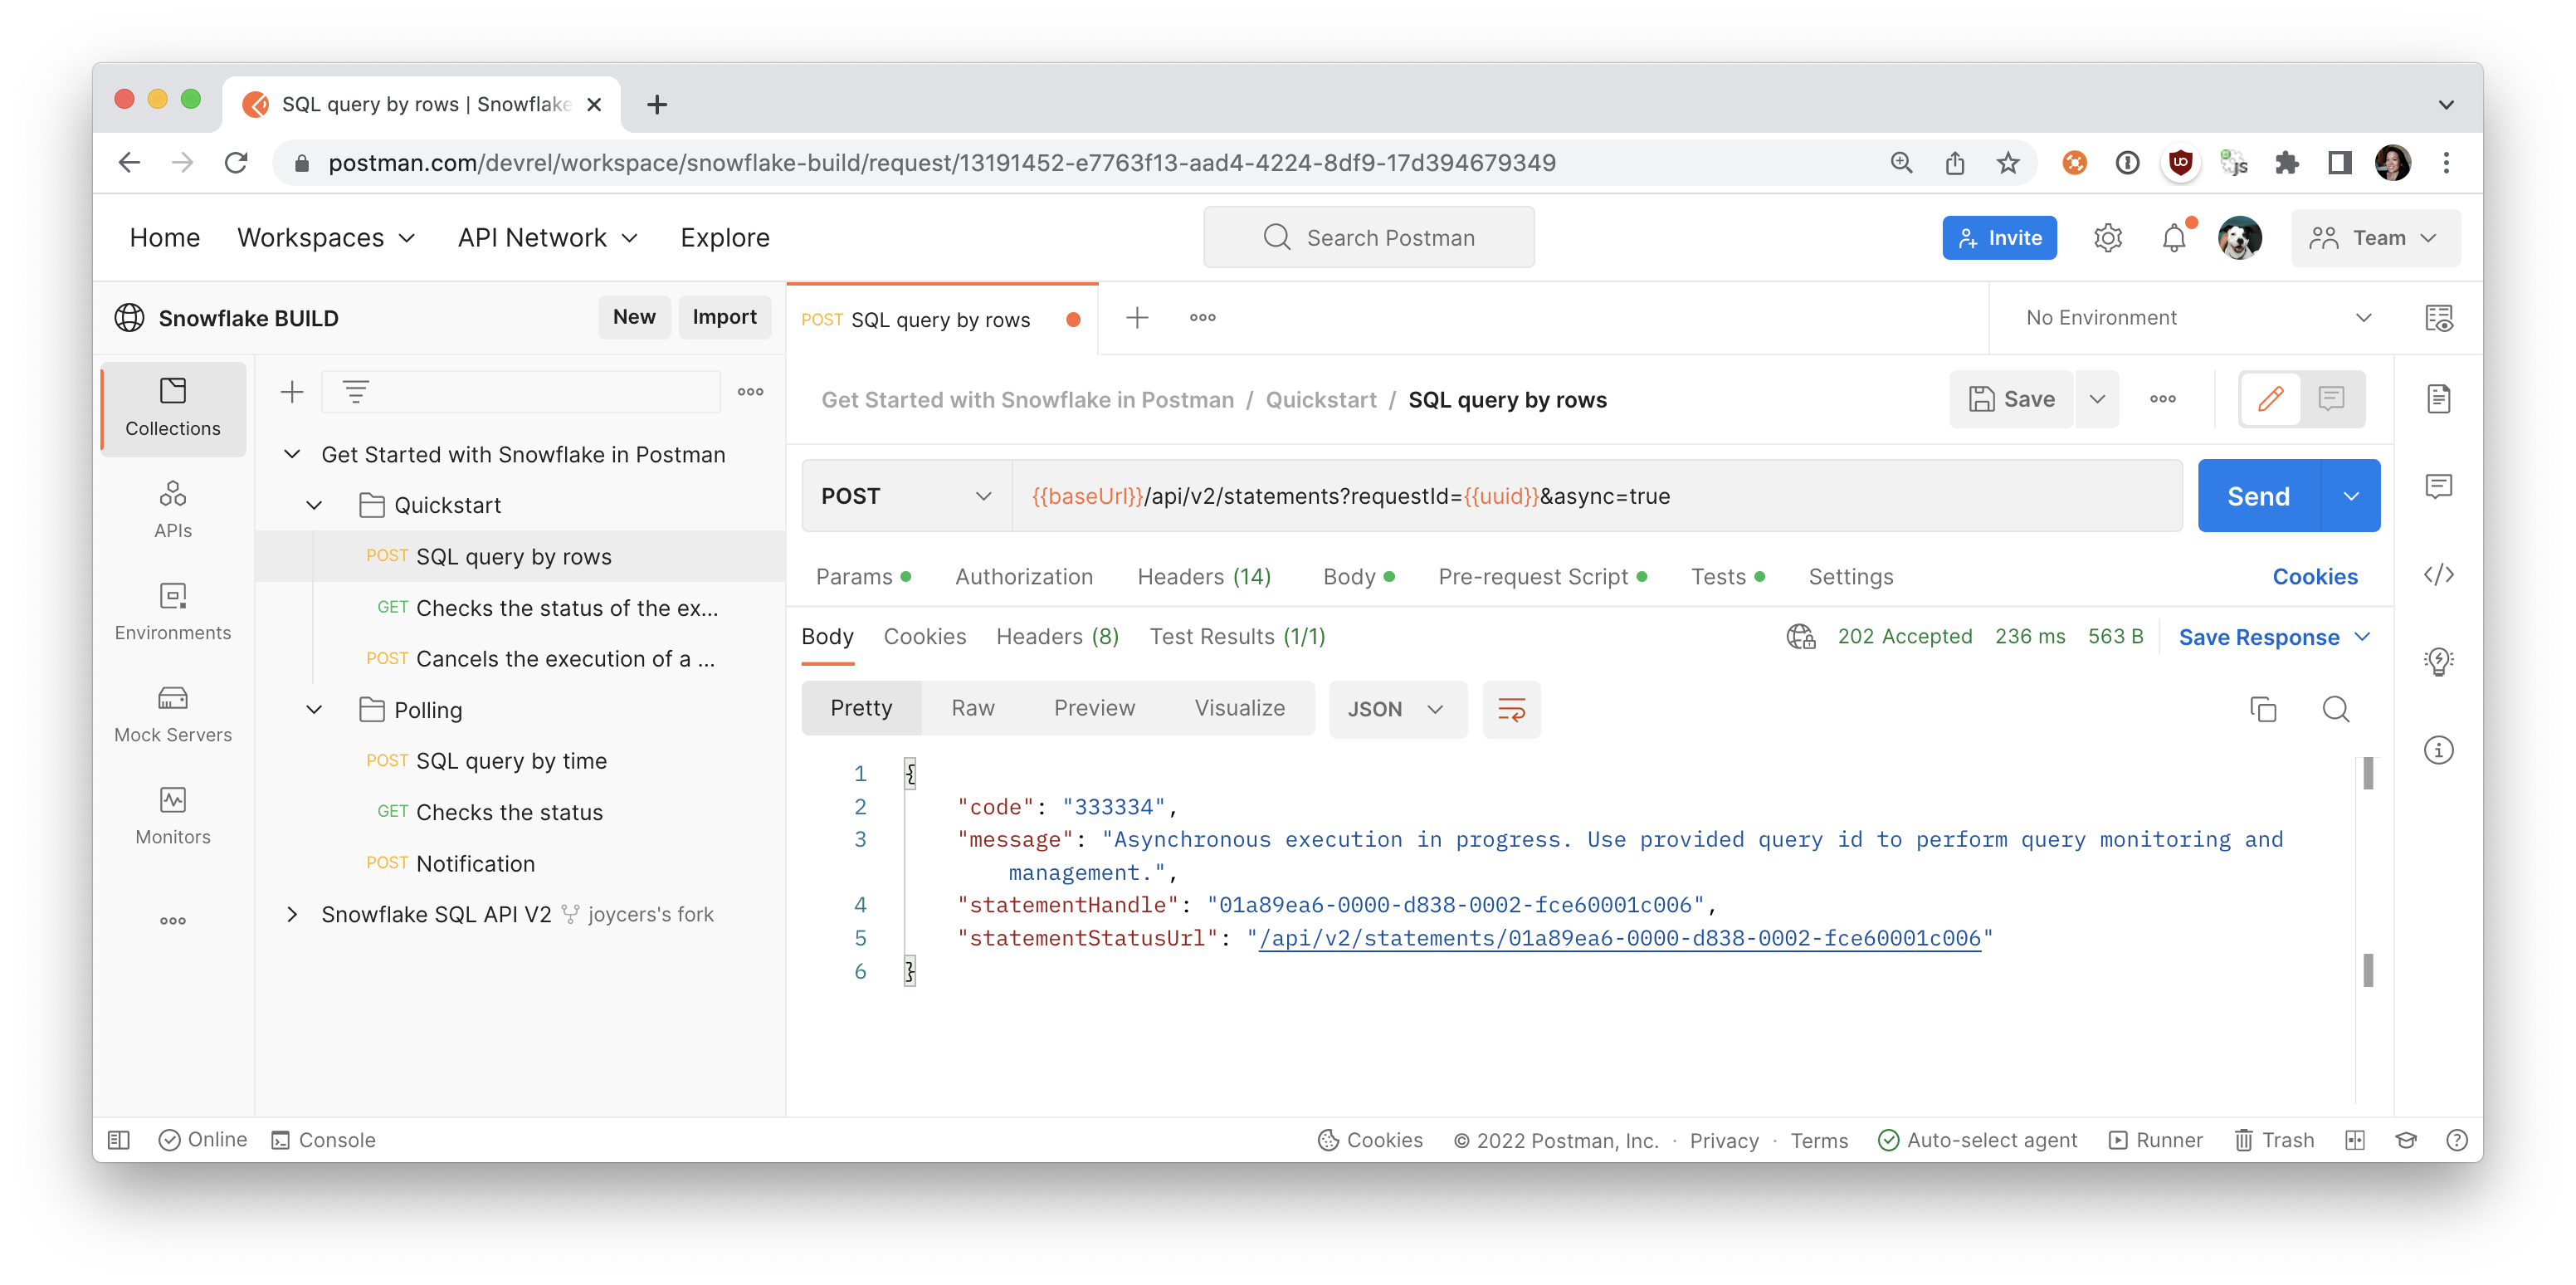 SQL query by rows | Snowflake
postman.com/devrel/workspace/snowflake-build/request/13191452-e7763f13-aad4-4224-8df9-17d394679349
Home Workspaces API Network Explore Search Postman Invite Team
Snowflake BUILD New Import POST SQL query by rows No Environment
Collections
APIs
Environments
Mock Servers
Monitors
Get Started with Snowflake in Postman
Quickstart
POST SQL query by rows
GET Checks the status of the ex...
POST Cancels the execution of a ...
Polling
POST SQL query by time
GET Checks the status
POST Notification
Snowflake SQL API V2 joycers's fork
Get Started with Snowflake in Postman / Quickstart / SQL query by rows Save
POST {{baseUrl}}/api/v2/statements?requestId={{uuid}}&async=true Send
Params Authorization Headers (14) Body Pre-request Script Tests Settings Cookies
Body Cookies Headers (8) Test Results (1/1) 202 Accepted 236 ms 563 B Save Response
Pretty Raw Preview Visualize JSON
1 {
2 "code": "333334",
3 "message": "Asynchronous execution in progress. Use provided query id to perform query monitoring and
management.",
4 "statementHandle": "01a89ea6-0000-d838-0002-fce60001c006",
5 "statementStatusUrl": "/api/v2/statements/01a89ea6-0000-d838-0002-fce60001c006"
6 }
Online Console Cookies © 2022 Postman, Inc. · Privacy · Terms Auto-select agent Runner Trash